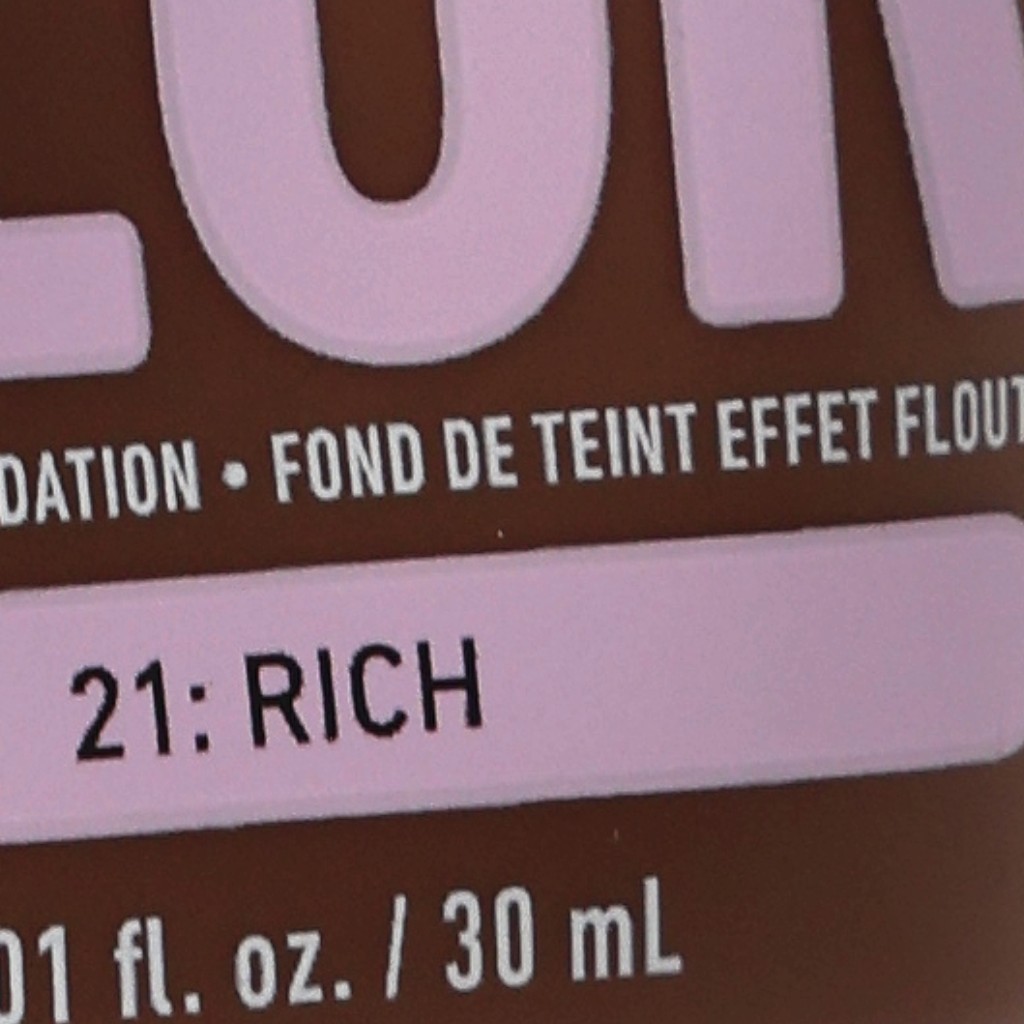 DATION • FOND DE TEINT EFFET FLOUT
21: RICH
01 fl. oz. / 30 mL